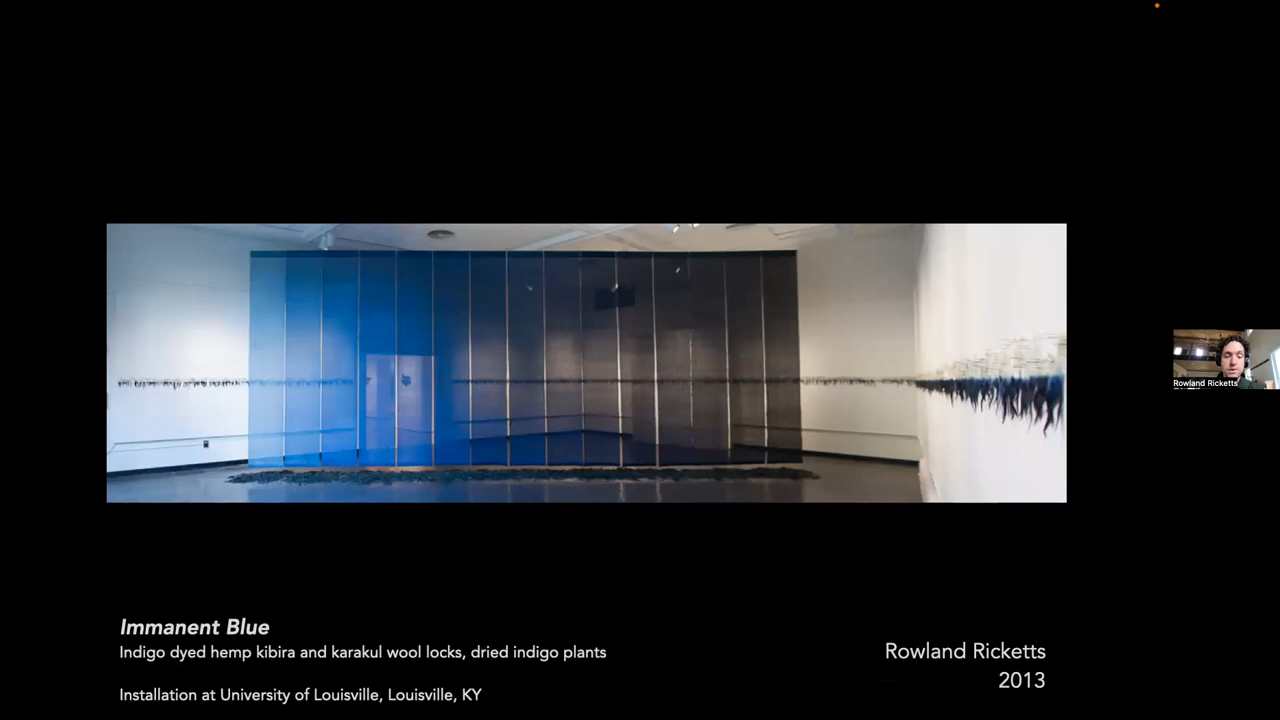 Rowland Ricketts
Immanent Blue
Indigo dyed hemp kibira and karakul wool locks, dried indigo plants
Installation at University of Louisville, Louisville, KY
Rowland Ricketts
2013